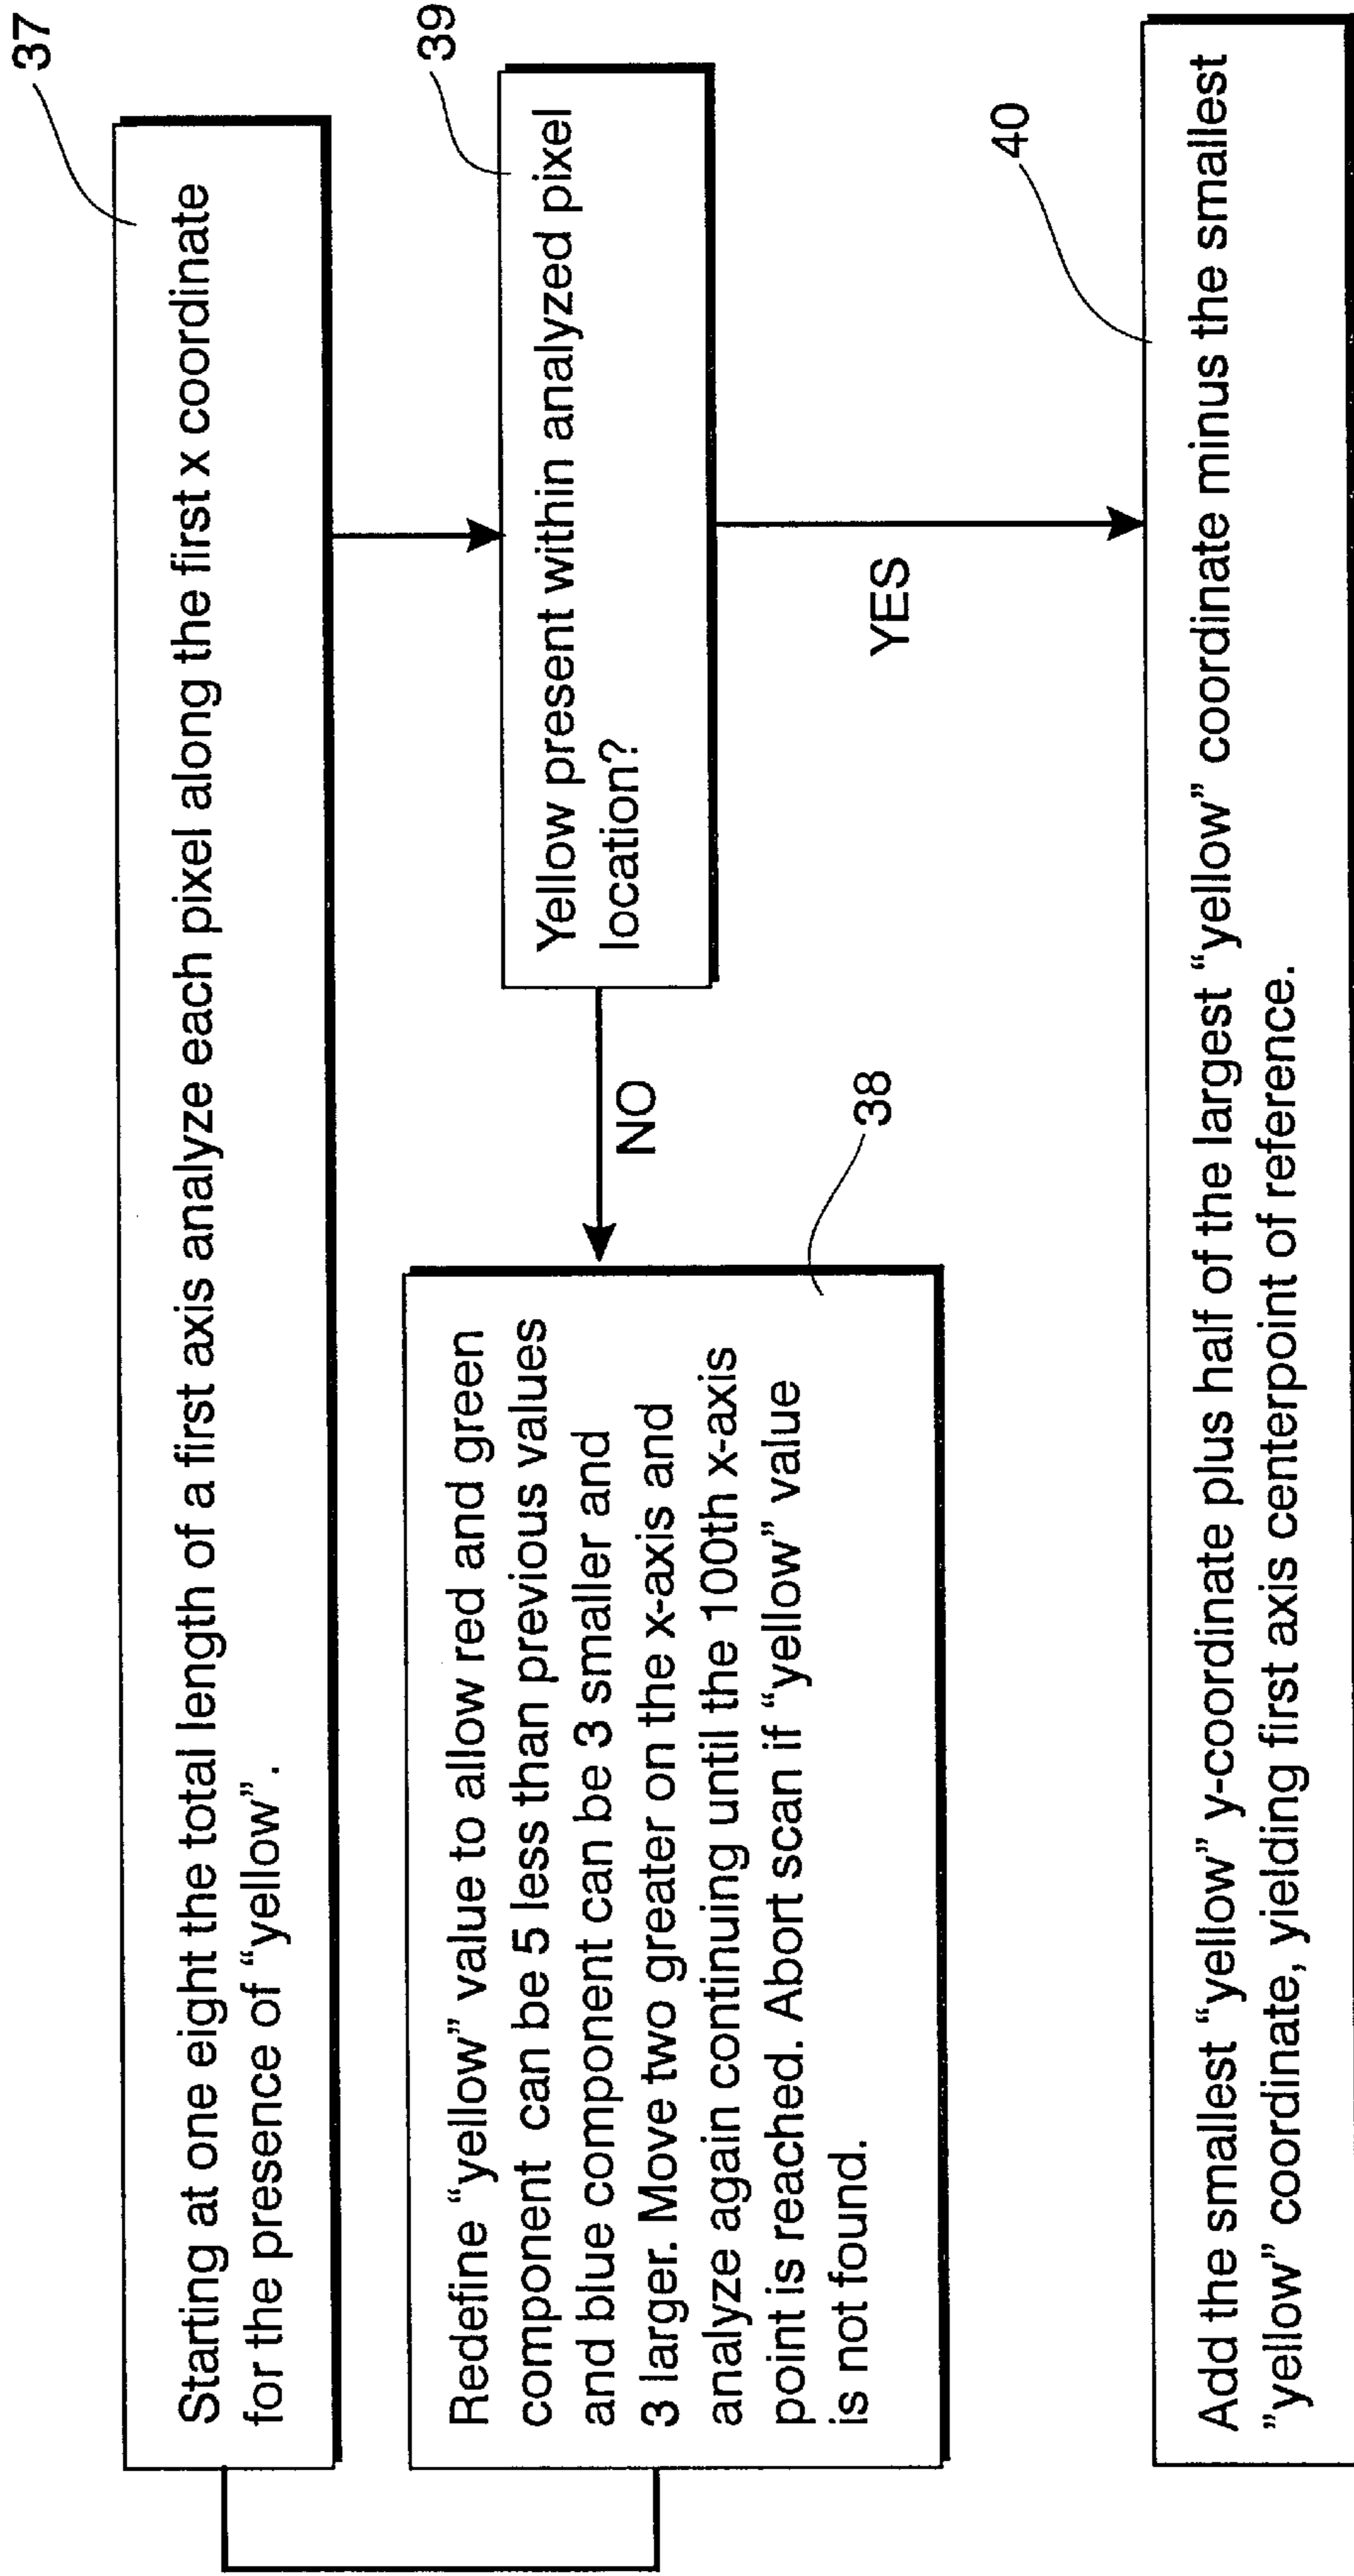 37
Starting at one eight the total length of a first axis analyze each pixel along the first x coordinate
for the presence of “yellow”.
39
Yellow present within analyzed pixel
location?
NO
YES
38
Redefine “yellow” value to allow red and green
component can be 5 less than previous values
and blue component can be 3 smaller and
3 larger. Move two greater on the x-axis and
analyze again continuing until the 100th x-axis
point is reached. Abort scan if “yellow” value
is not found.
40
Add the smallest “yellow” y-coordinate plus half of the largest “yellow” coordinate minus the smallest
”yellow” coordinate, yielding first axis centerpoint of reference.